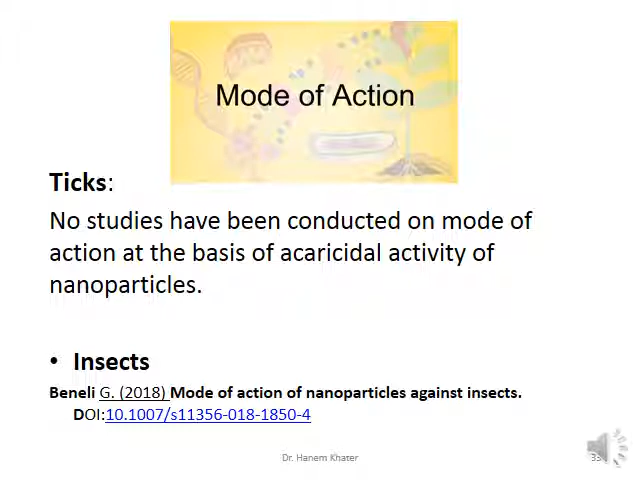 Mode of Action
Ticks:
No studies have been conducted on mode of
action at the basis of acaricidal activity of
nanoparticles.
• Insects
Beneli G. (2018) Mode of action of nanoparticles against insects.
DOI:10.1007/s11356-018-1850-4
Dr. Hanem Khater